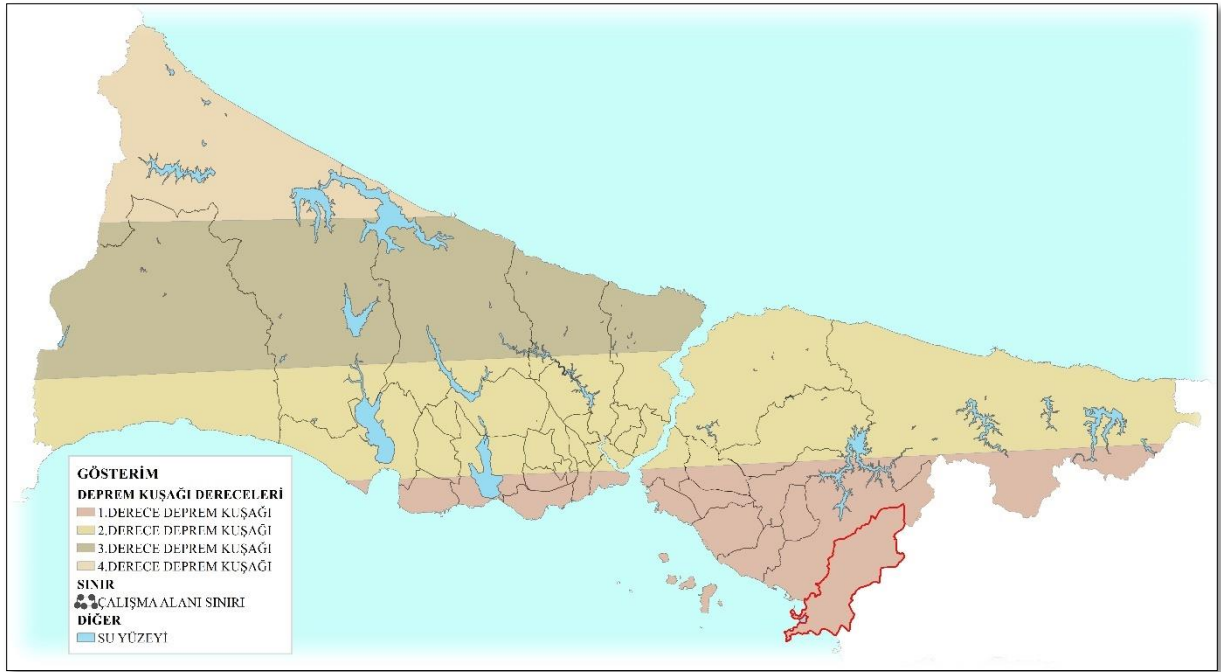 GÖSTERİM
DEPREM KUŞAĞI DERECELERİ
1.DERECE DEPREM KUŞAĞI
2.DERECE DEPREM KUŞAĞI
3.DERECE DEPREM KUŞAĞI
4.DERECE DEPREM KUŞAĞI
SINIR
ÇALIŞMA ALANI SINIRI
DİĞER
SU YÜZEYİ